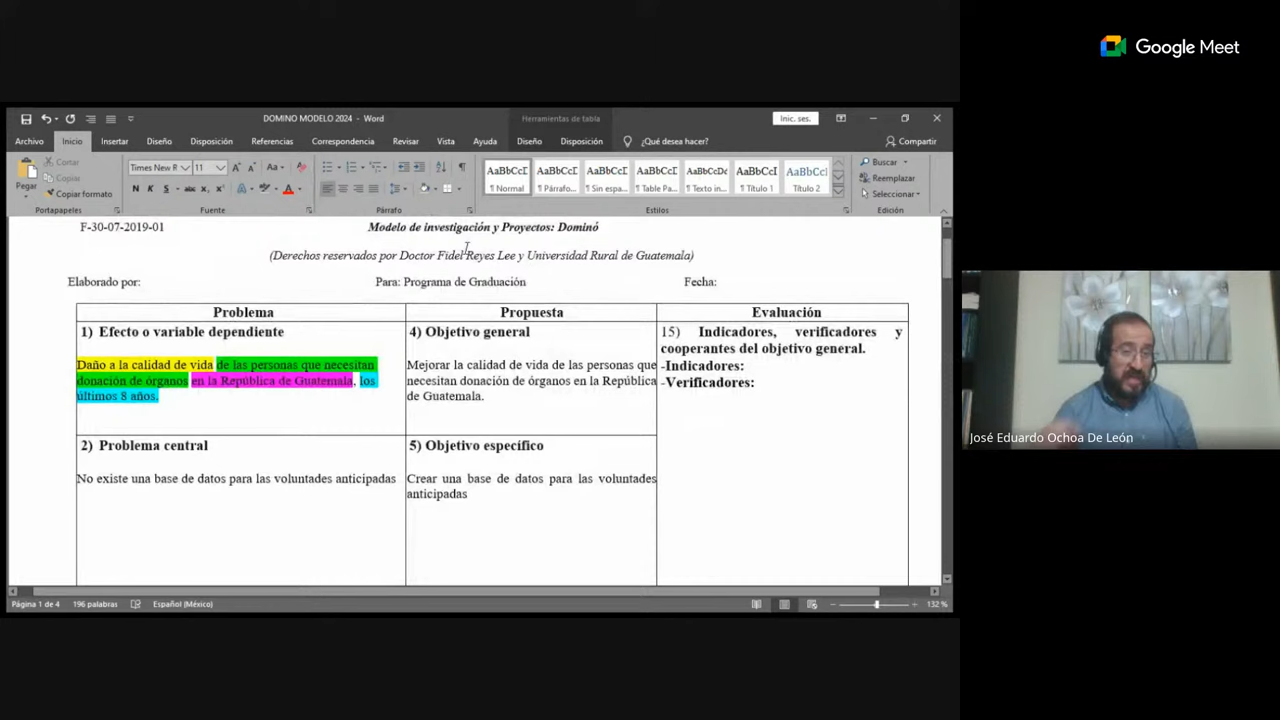 Google Meet
DOMINO MODELO 2024 - Word
Herramientas de tabla
Inic. ses.
Archivo Inicio Insertar Diseño Disposición Referencias Correspondencia Revisar Vista Ayuda Diseño Disposición ¿Qué desea hacer? Compartir
Pegar
Cortar
Copiar
Copiar formato
Portapapeles
Times New R 11
Fuente
Párrafo
AaBbCcI AaBbCcI AaBbCcI AaBbCcI AaBbCcDc AaBbCcI AaBbCcI
¶ Normal ¶ Párrafo... ¶ Sin espa... ¶ Table Pa... ¶ Texto in... ¶ Título 1 ¶ Título 2
Estilos
Buscar
Reemplazar
Seleccionar
Edición
F-30-07-2019-01
Modelo de investigación y Proyectos: Dominó
(Derechos reservados por Doctor Fidel Reyes Lee y Universidad Rural de Guatemala)
Elaborado por: Para: Programa de Graduación Fecha:
Problema Propuesta Evaluación
1) Efecto o variable dependiente
Daño a la calidad de vida de las personas que necesitan
donación de órganos en la República de Guatemala, los
últimos 8 años.
4) Objetivo general
Mejorar la calidad de vida de las personas que
necesitan donación de órganos en la República
de Guatemala.
15) Indicadores, verificadores y
cooperantes del objetivo general.
-Indicadores:
-Verificadores:
2) Problema central
No existe una base de datos para las voluntades anticipadas
5) Objetivo específico
Crear una base de datos para las voluntades
anticipadas
Página 1 de 4 196 palabras Español (México) 132 %
José Eduardo Ochoa De León